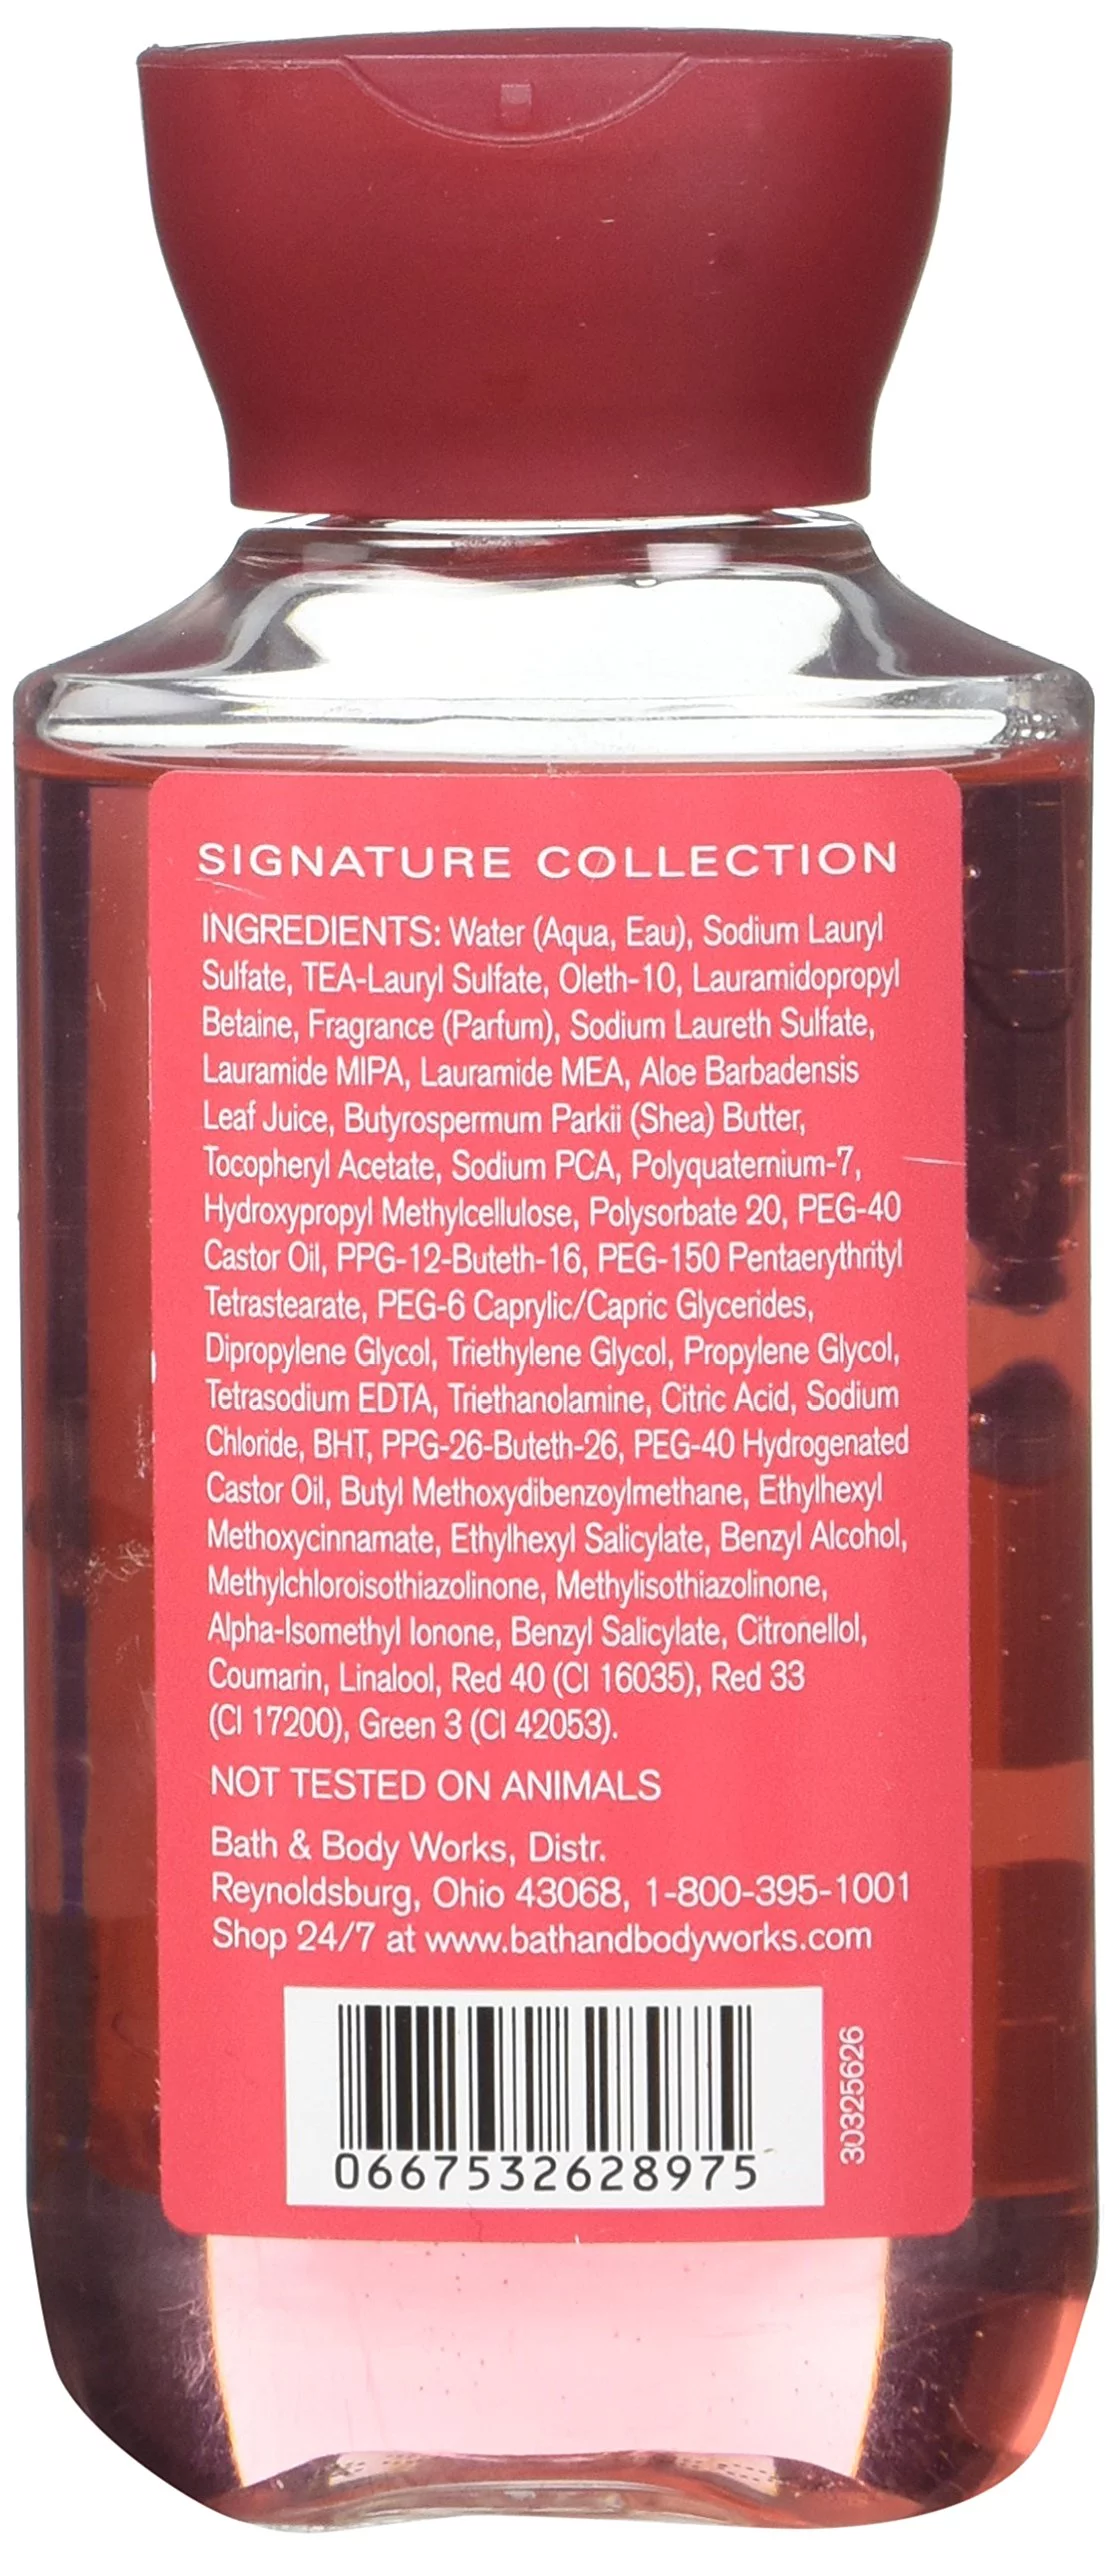 SIGNATURE COLLECTION
INGREDIENTS: Water (Aqua, Eau), Sodium Lauryl
Sulfate, TEA-Lauryl Sulfate, Oleth-10, Lauramidopropyl
Betaine, Fragrance (Parfum), Sodium Laureth Sulfate,
Lauramide MIPA, Lauramide MEA, Aloe Barbadensis
Leaf Juice, Butyrospermum Parkii (Shea) Butter,
Tocopheryl Acetate, Sodium PCA, Polyquaternium-7,
Hydroxypropyl Methylcellulose, Polysorbate 20, PEG-40
Castor Oil, PPG-12-Buteth-16, PEG-150 Pentaerythrityl
Tetrastearate, PEG-6 Caprylic/Capric Glycerides,
Dipropylene Glycol, Triethylene Glycol, Propylene Glycol,
Tetrasodium EDTA, Triethanolamine, Citric Acid, Sodium
Chloride, BHT, PPG-26-Buteth-26, PEG-40 Hydrogenated
Castor Oil, Butyl Methoxydibenzoylmethane, Ethylhexyl
Methoxycinnamate, Ethylhexyl Salicylate, Benzyl Alcohol,
Methylchloroisothiazolinone, Methylisothiazolinone,
Alpha-Isomethyl Ionone, Benzyl Salicylate, Citronellol,
Coumarin, Linalool, Red 40 (CI 16035), Red 33
(CI 17200), Green 3 (CI 42053).
NOT TESTED ON ANIMALS
Bath & Body Works, Distr.
Reynoldsburg, Ohio 43068, 1-800-395-1001
Shop 24/7 at www.bathandbodyworks.com
0667532628975
30325626